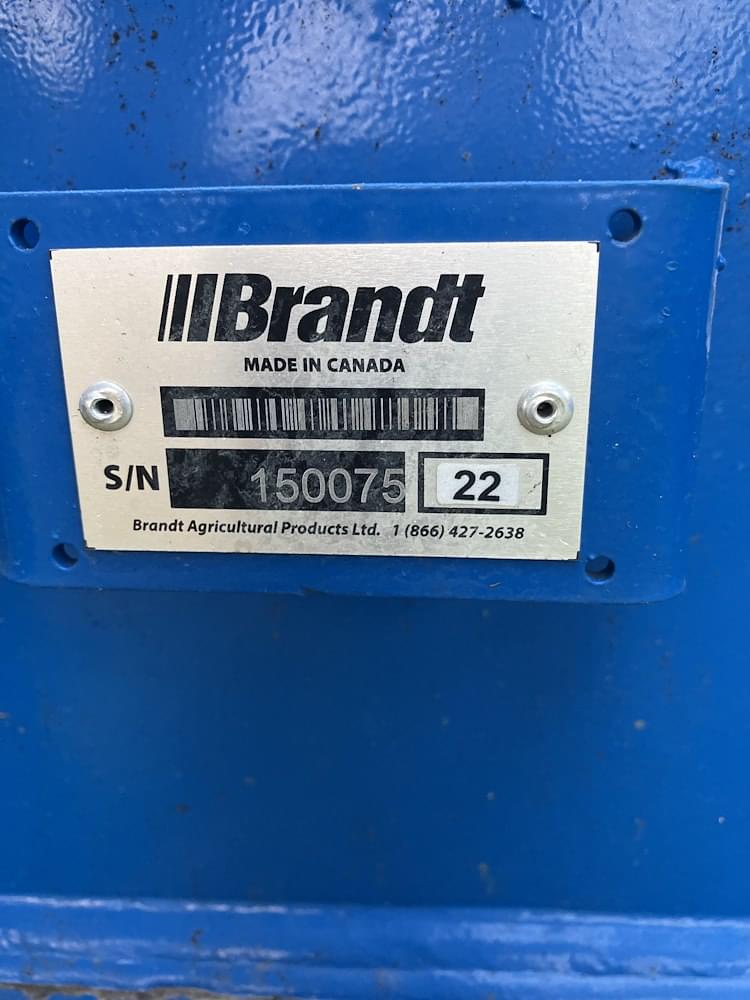 Brandt
MADE IN CANADA
S/N 150075 22
Brandt Agricultural Products Ltd. 1 (866) 427-2638